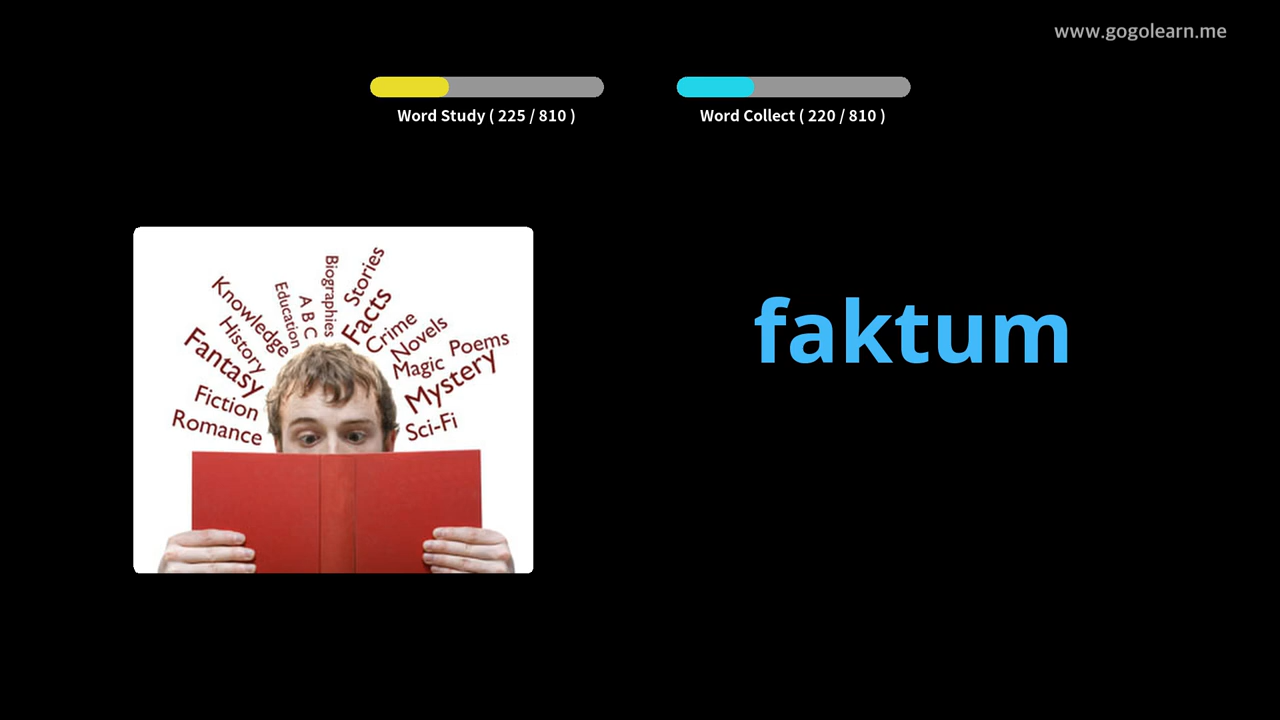 www.gogolearn.me
Word Study ( 225 / 810 )
Word Collect ( 220 / 810 )
faktum
Stories
Biographies
Facts
A B C
Education
Knowledge
Crime
History
Novels
Poems
Fantasy
Magic
Mystery
Fiction
Romance
Sci-Fi